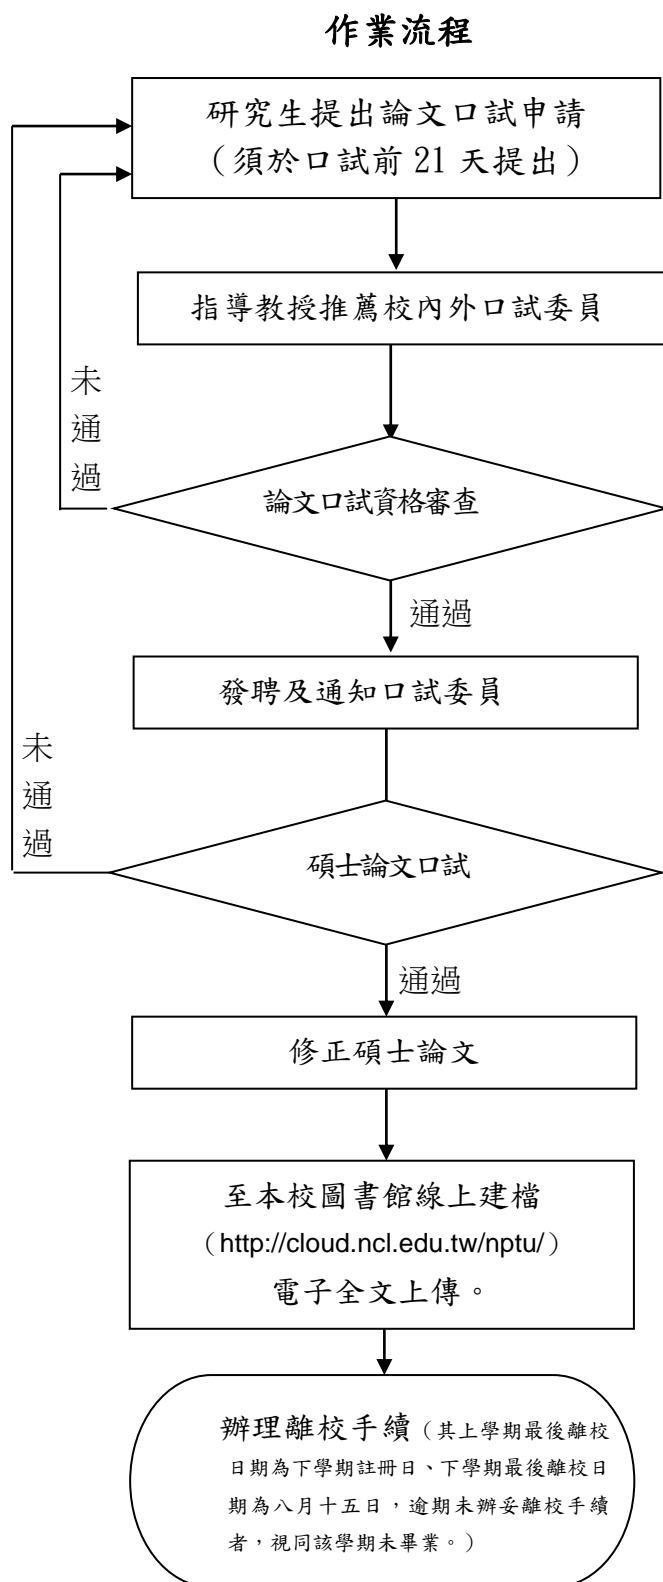 作業流程
研究生提出論文口試申請
（須於口試前 21 天提出）
指導教授推薦校內外口試委員
未通過
論文口試資格審查
通過
發聘及通知口試委員
未通過
碩士論文口試
通過
修正碩士論文
至本校圖書館線上建檔
（http://cloud.ncl.edu.tw/nptu/）
電子全文上傳。
辦理離校手續（其上學期最後離校
日期為下學期註冊日、下學期最後離校日
期為八月十五日，逾期未辦妥離校手續
者，視同該學期未畢業。）